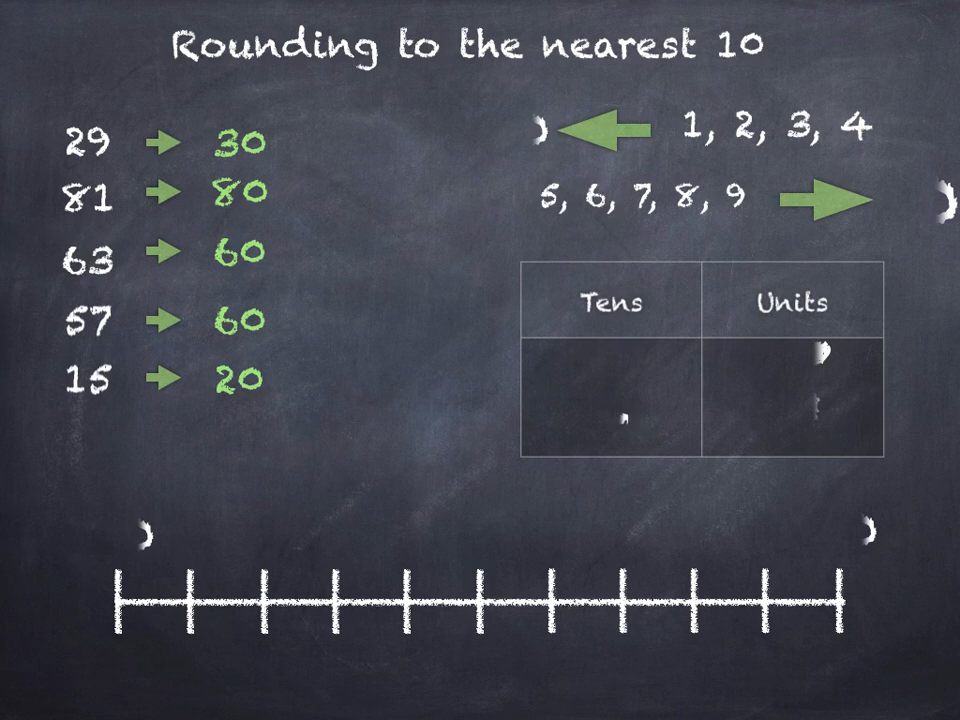 Rounding to the nearest 10
29 30
81 80
63 60
57 60
15 20
1, 2, 3, 4
5, 6, 7, 8, 9
Tens Units